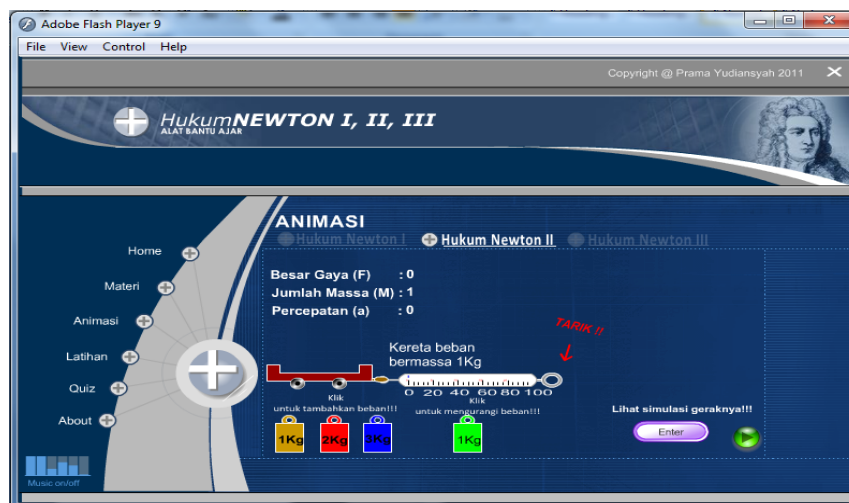 Adobe Flash Player 9
File View Control Help
Copyright @ Prama Yudiansyah 2011
HukumNEWTON I, II, III
ALAT BANTU AJAR
ANIMASI
Hukum Newton I Hukum Newton II Hukum Newton III
Home
Materi
Animasi
Latihan
Quiz
About
Music on/off
Besar Gaya (F) : 0
Jumlah Massa (M) : 1
Percepatan (a) : 0
TARIK !!
Kereta beban
bermassa 1Kg
0 20 40 60 80 100
Klik
untuk tambahkan beban!!!
Klik
untuk mengurangi beban!!!
1Kg 2Kg 3Kg 1Kg
Lihat simulasi geraknya!!!
Enter